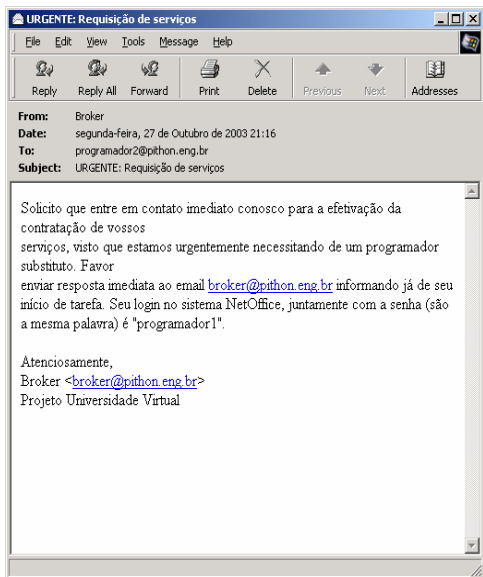 URGENTE: Requisição de serviços
File Edit View Tools Message Help
Reply Reply All Forward Print Delete Previous Next Addresses
From: Broker
Date: segunda-feira, 27 de Outubro de 2003 21:16
To: programador2@pithon.eng.br
Subject: URGENTE: Requisição de serviços
Solicito que entre em contato imediato conosco para a efetivação da
contratação de vossos
serviços, visto que estamos urgentemente necessitando de um programador
substituto. Favor
enviar resposta imediata ao email broker@pithon.eng.br informando já de seu
início de tarefa. Seu login no sistema NetOffice, juntamente com a senha (são
a mesma palavra) é "programador1".
Atenciosamente,
Broker <broker@pithon.eng.br>
Projeto Universidade Virtual